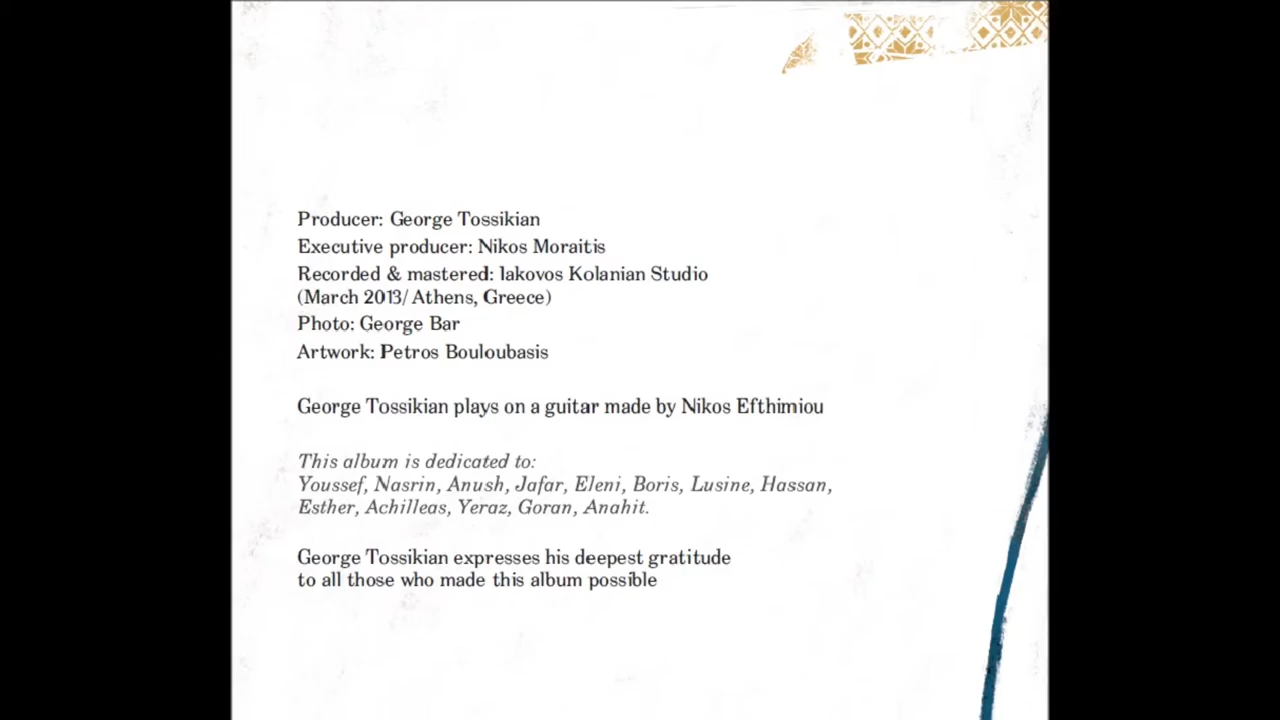 Producer: George Tossikian
Executive producer: Nikos Moraitis
Recorded & mastered: Iakovos Kolanian Studio
(March 2013/ Athens, Greece)
Photo: George Bar
Artwork: Petros Bouloubasis
George Tossikian plays on a guitar made by Nikos Efthimiou
This album is dedicated to:
Youssef, Nasrin, Anush, Jafar, Eleni, Boris, Lusine, Hassan,
Esther, Achilleas, Yeraz, Goran, Anahit.
George Tossikian expresses his deepest gratitude
to all those who made this album possible